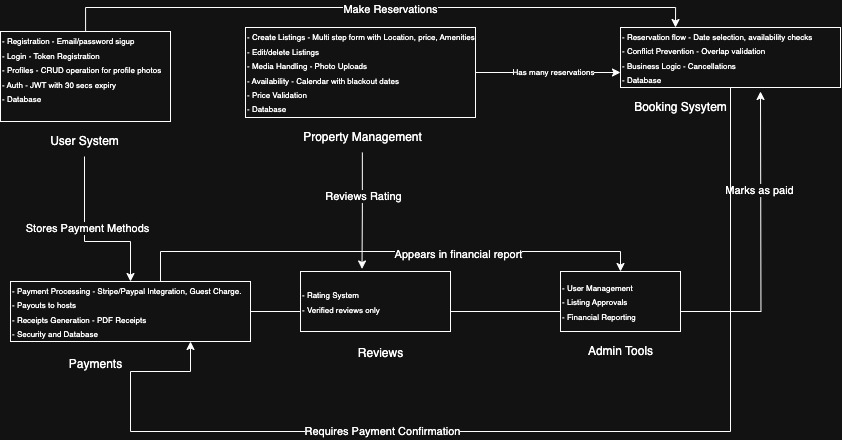 Make Reservations
- Registration - Email/password sigup
- Login - Token Registration
- Profiles - CRUD operation for profile photos
- Auth - JWT with 30 secs expiry
- Database
User System
- Create Listings - Multi step form with Location, price, Amenities
- Edit/delete Listings
- Media Handling - Photo Uploads
- Availability - Calendar with blackout dates
- Price Validation
- Database
Property Management
Has many reservations
- Reservation flow - Date selection, availability checks
- Conflict Prevention - Overlap validation
- Business Logic - Cancellations
- Database
Booking Sysytem
Stores Payment Methods
Reviews Rating
Marks as paid
Appears in financial report
- Payment Processing - Stripe/Paypal Integration, Guest Charge.
- Payouts to hosts
- Receipts Generation - PDF Receipts
- Security and Database
Payments
- Rating System
- Verified reviews only
Reviews
- User Management
- Listing Approvals
- Financial Reporting
Admin Tools
Requires Payment Confirmation